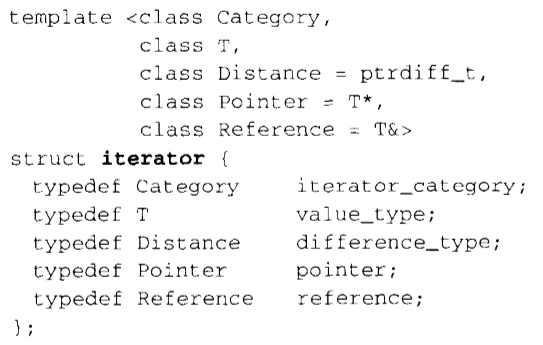 template <class Category,
          class T,
          class Distance = ptrdiff_t,
          class Pointer = T*,
          class Reference = T&>
struct iterator {
  typedef Category    iterator_category;
  typedef T           value_type;
  typedef Distance    difference_type;
  typedef Pointer     pointer;
  typedef Reference   reference;
};